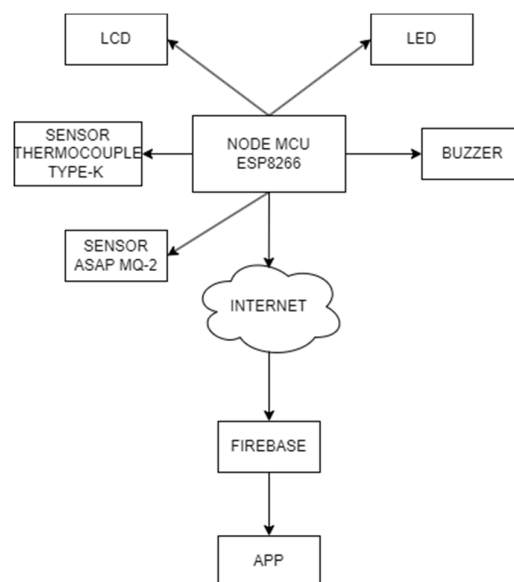 LCD
LED
SENSOR
THERMOCOUPLE
TYPE-K
NODE MCU
ESP8266
BUZZER
SENSOR
ASAP MQ-2
INTERNET
FIREBASE
APP